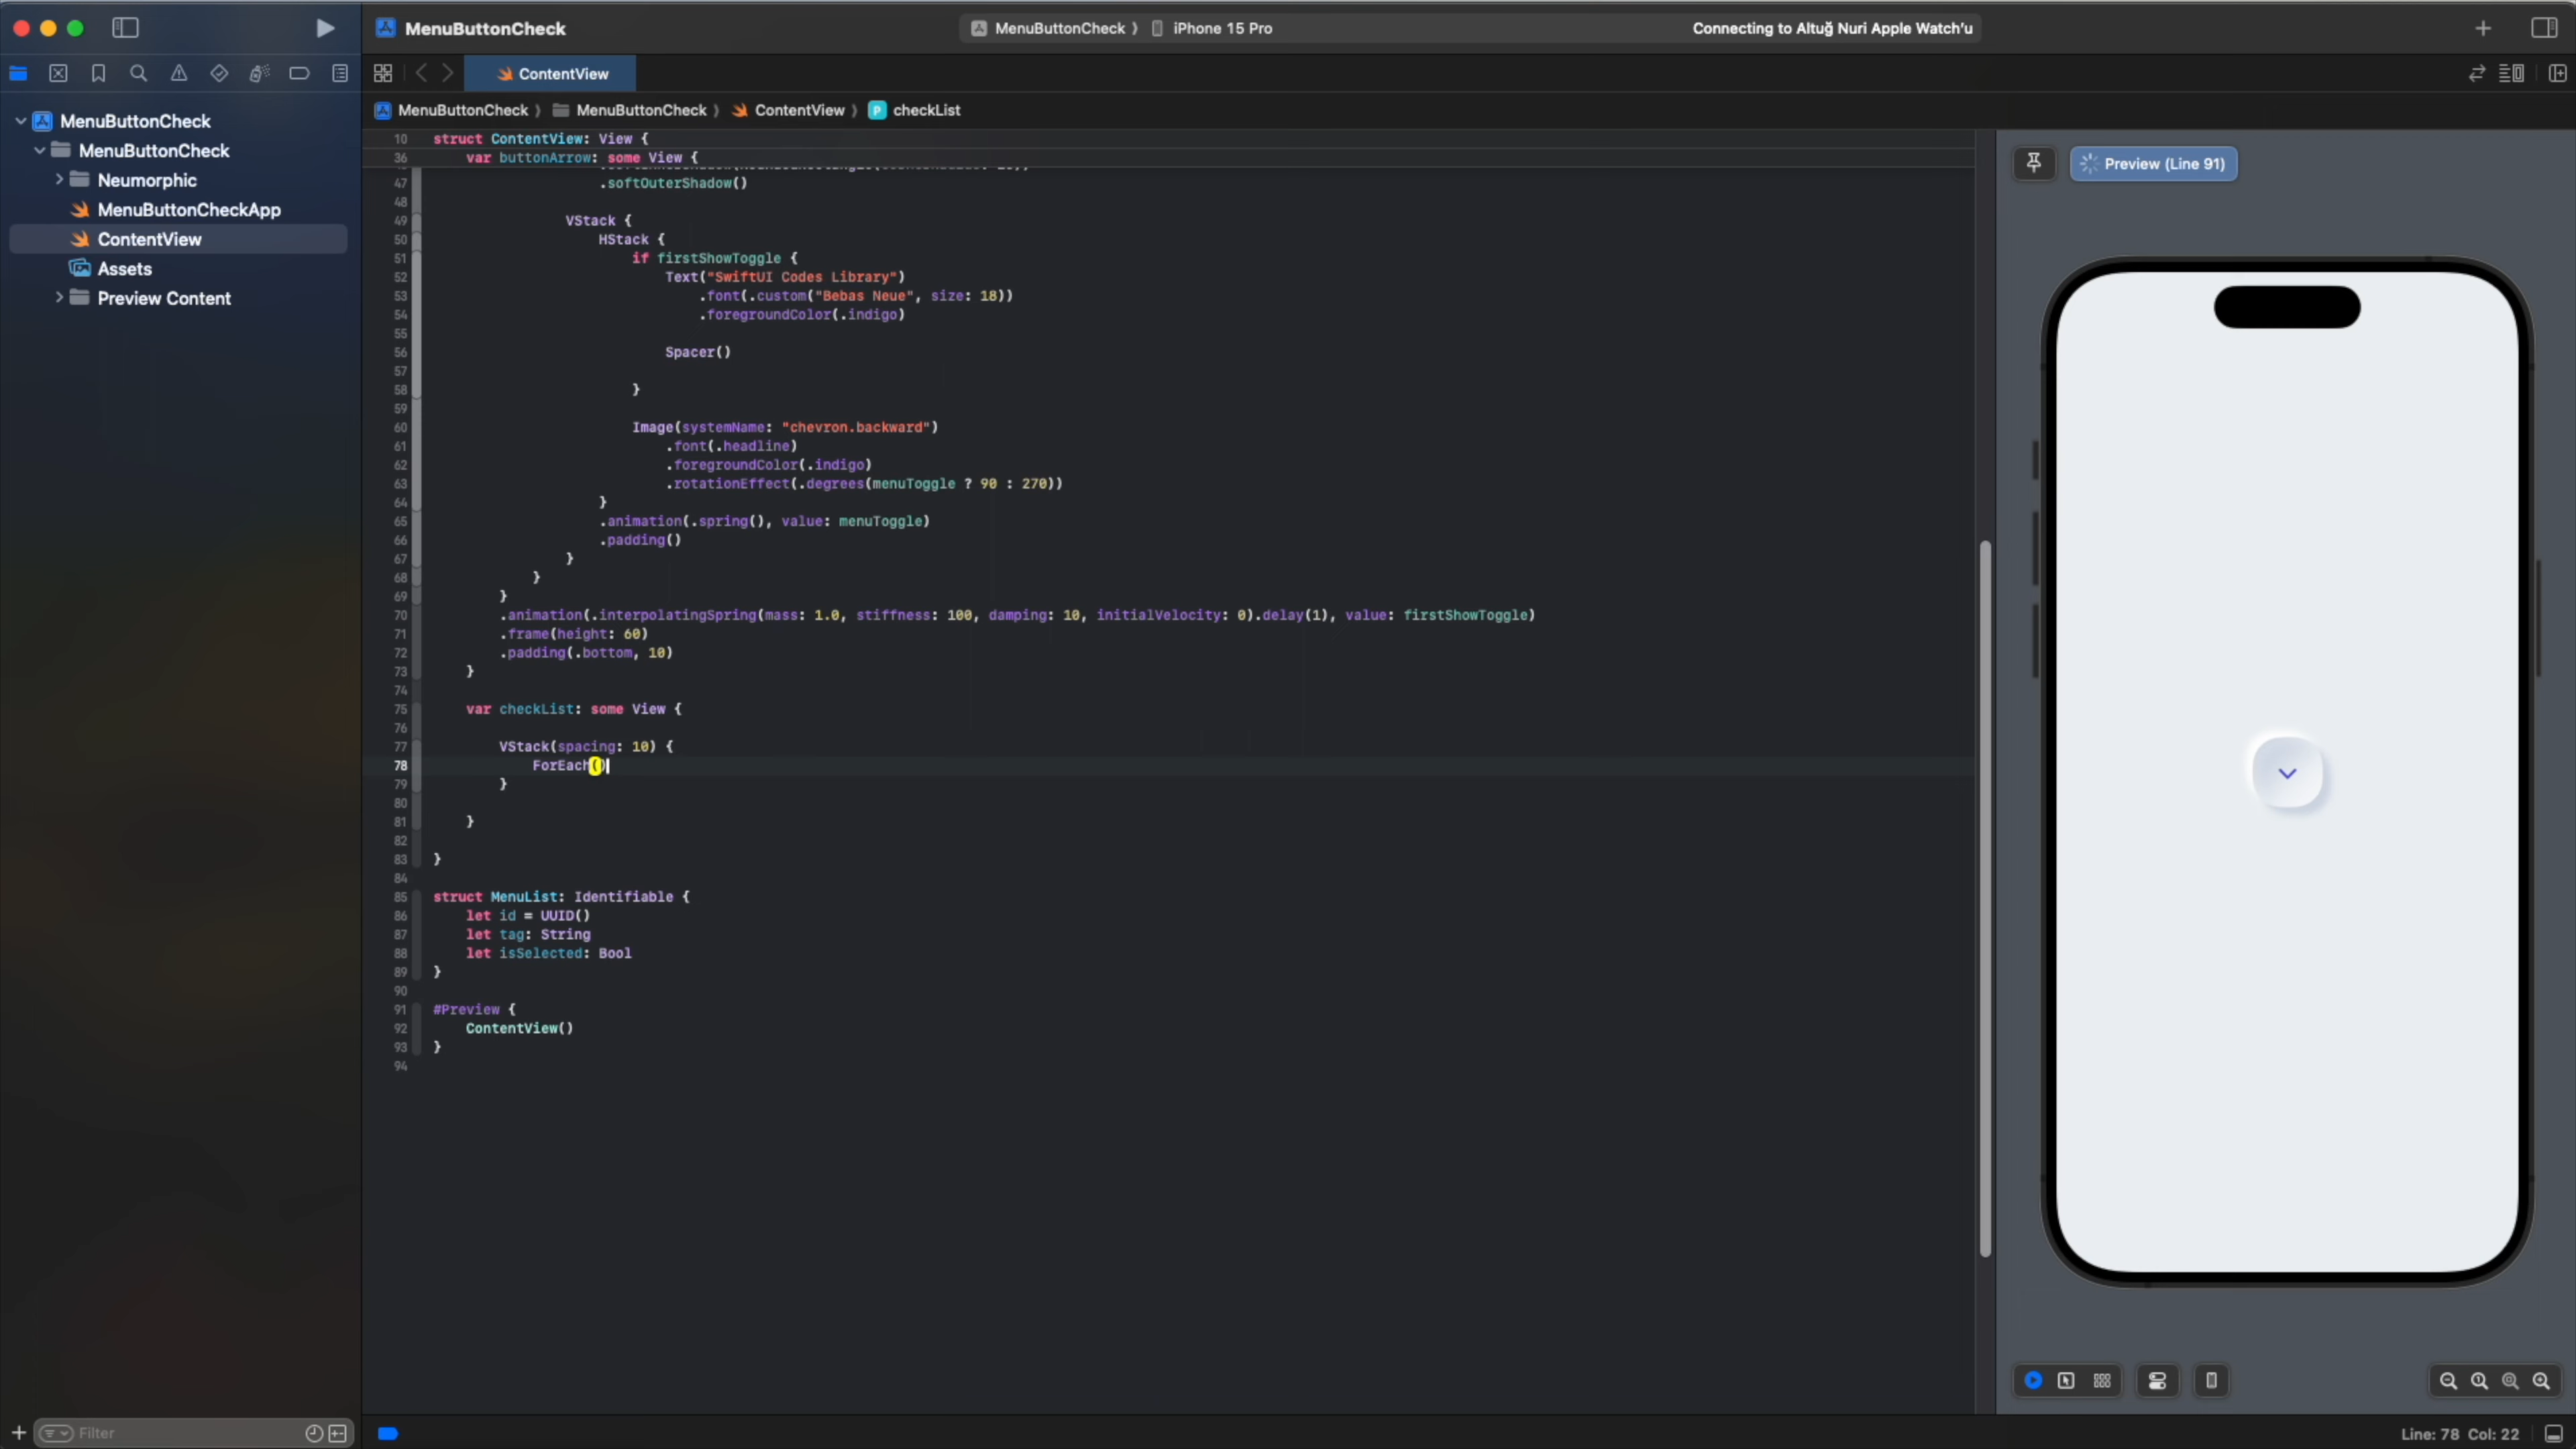 MenuButtonCheck
MenuButtonCheck
iPhone 15 Pro
Connecting to Altuğ Nuri Apple Watch'u
ContentView
MenuButtonCheck
MenuButtonCheck
ContentView
checkList
MenuButtonCheck
MenuButtonCheck
Neumorphic
MenuButtonCheckApp
ContentView
Assets
Preview Content
10 struct ContentView: View {
36 var buttonArrow: some View {
47 .softOuterShadow()
48
49 VStack {
50 HStack {
51 if firstShowToggle {
52 Text("SwiftUI Codes Library")
53 .font(.custom("Bebas Neue", size: 18))
54 .foregroundColor(.indigo)
55
56 Spacer()
57
58 }
59
60 Image(systemName: "chevron.backward")
61 .font(.headline)
62 .foregroundColor(.indigo)
63 .rotationEffect(.degrees(menuToggle ? 90 : 270))
64 }
65 .animation(.spring(), value: menuToggle)
66 .padding()
67 }
68 }
69 }
70 .animation(.interpolatingSpring(mass: 1.0, stiffness: 100, damping: 10, initialVelocity: 0).delay(1), value: firstShowToggle)
71 .frame(height: 60)
72 .padding(.bottom, 10)
73 }
74
75 var checkList: some View {
76
77 VStack(spacing: 10) {
78 ForEach()
79 }
80
81 }
82
83 }
84
85 struct MenuList: Identifiable {
86 let id = UUID()
87 let tag: String
88 let isSelected: Bool
89 }
90
91 #Preview {
92 ContentView()
93 }
94
Preview (Line 91)
Filter
Line: 78 Col: 22